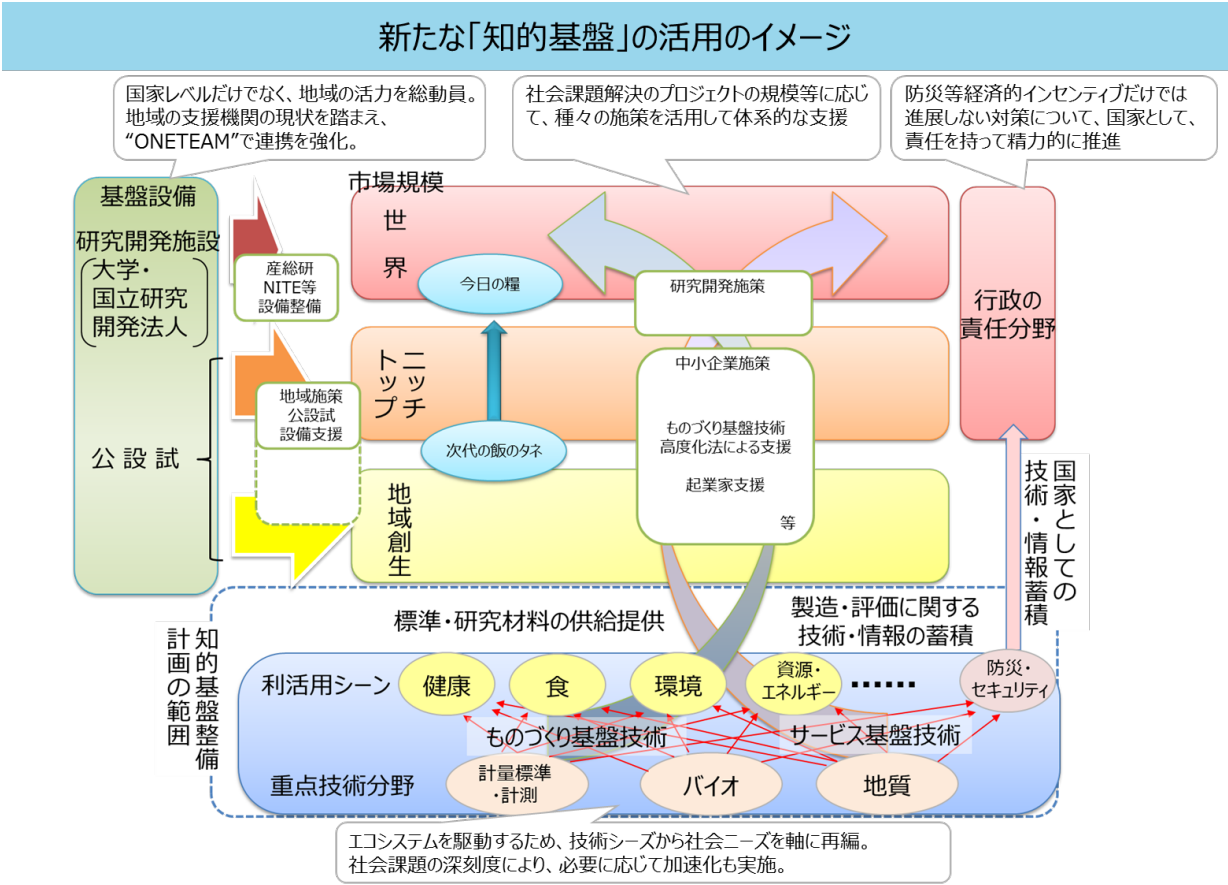 新たな｢知的基盤｣の活用のイメージ
国家レベルだけでなく、地域の活力を総動員。
地域の支援機関の現状を踏まえ、
“ONETEAM”で連携を強化。
社会課題解決のプロジェクトの規模等に応じ
て、種々の施策を活用して体系的な支援
防災等経済的インセンティブだけでは
進展しない対策について、国家として、
責任を持って精力的に推進
基盤設備
研究開発施設
大学・
国立研究
開発法人
公 設 試
産総研
NITE等
設備整備
地域施策
公設試
設備支援
市場規模
世
界
今日の糧
ニッチ
トップ
次代の飯のタネ
地域創生
研究開発施策
中小企業施策
ものづくり基盤技術
高度化法による支援
起業家支援
等
行政の
責任分野
国家としての
技術・情報蓄積
知的基盤整備
計画の範囲
標準・研究材料の供給提供
製造・評価に関する
技術・情報の蓄積
利活用シーン
健康
食
環境
資源・
エネルギー
……
防災・
セキュリティ
ものづくり基盤技術
サービス基盤技術
重点技術分野
計量標準
・計測
バイオ
地質
エコシステムを駆動するため、技術シーズから社会ニーズを軸に再編。
社会課題の深刻度により、必要に応じて加速化も実施。